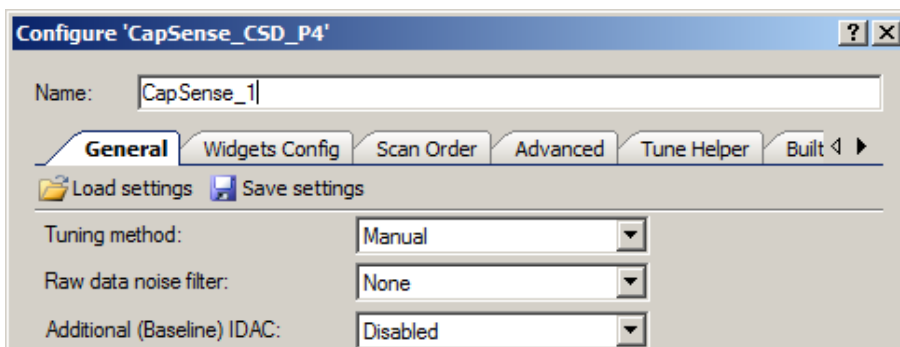 Configure 'CapSense_CSD_P4'
Name: CapSense_1
General Widgets Config Scan Order Advanced Tune Helper Built
Load settings Save settings
Tuning method: Manual
Raw data noise filter: None
Additional (Baseline) IDAC: Disabled